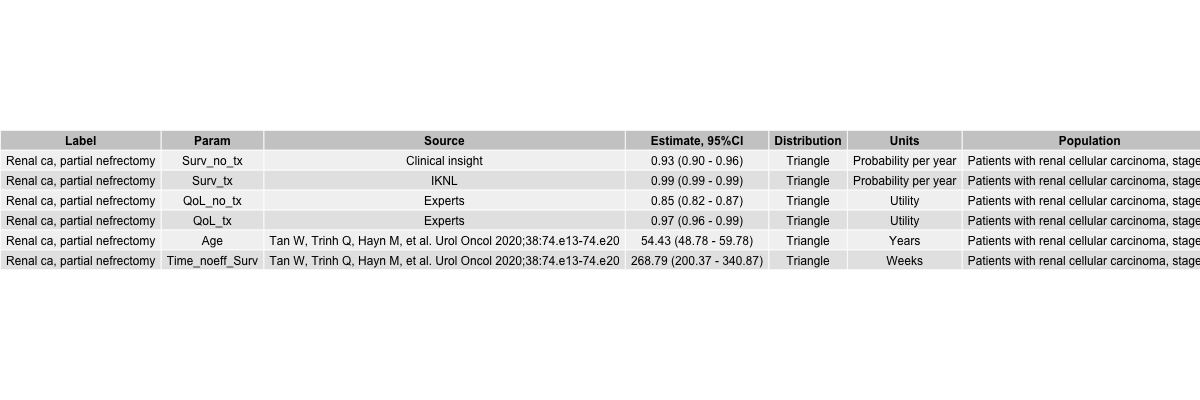 Label Param Source Estimate, 95%CI Distribution Units Population
Renal ca, partial nefrectomy Surv_no_tx Clinical insight 0.93 (0.90 - 0.96) Triangle Probability per year Patients with renal cellular carcinoma, stage
Renal ca, partial nefrectomy Surv_tx IKNL 0.99 (0.99 - 0.99) Triangle Probability per year Patients with renal cellular carcinoma, stage
Renal ca, partial nefrectomy QoL_no_tx Experts 0.85 (0.82 - 0.87) Triangle Utility Patients with renal cellular carcinoma, stage
Renal ca, partial nefrectomy QoL_tx Experts 0.97 (0.96 - 0.99) Triangle Utility Patients with renal cellular carcinoma, stage
Renal ca, partial nefrectomy Age Tan W, Trinh Q, Hayn M, et al. Urol Oncol 2020;38:74.e13-74.e20 54.43 (48.78 - 59.78) Triangle Years Patients with renal cellular carcinoma, stage
Renal ca, partial nefrectomy Time_noeff_Surv Tan W, Trinh Q, Hayn M, et al. Urol Oncol 2020;38:74.e13-74.e20 268.79 (200.37 - 340.87) Triangle Weeks Patients with renal cellular carcinoma, stage